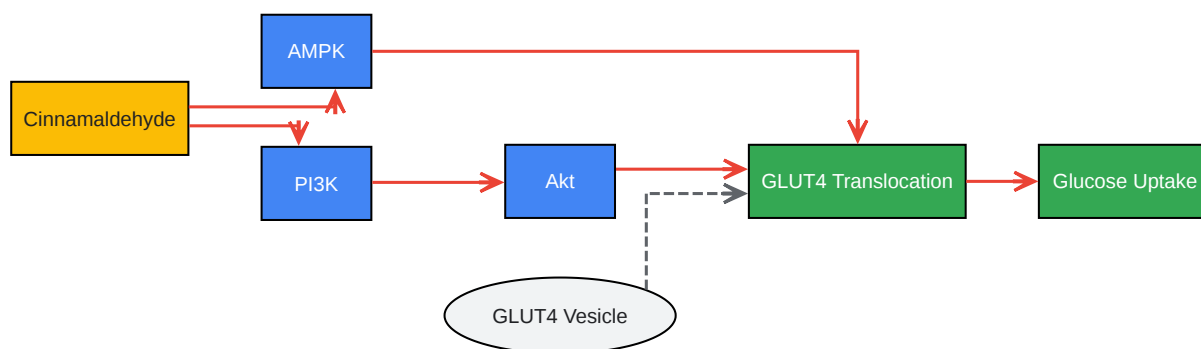 AMPK
Cinnamaldehyde
PI3K
Akt
GLUT4 Translocation
Glucose Uptake
GLUT4 Vesicle